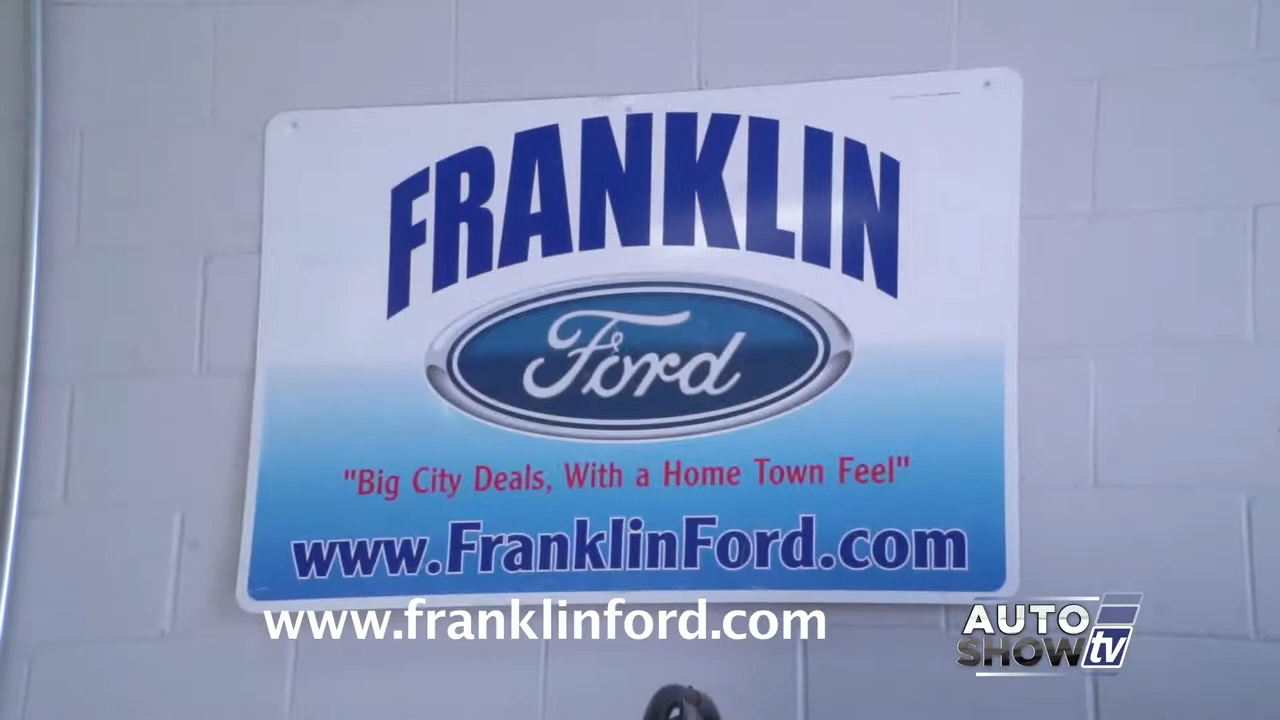 FRANKLIN
Ford
"Big City Deals, With a Home Town Feel"
www.FranklinFord.com
www.franklinford.com
AUTO
SHOW tv